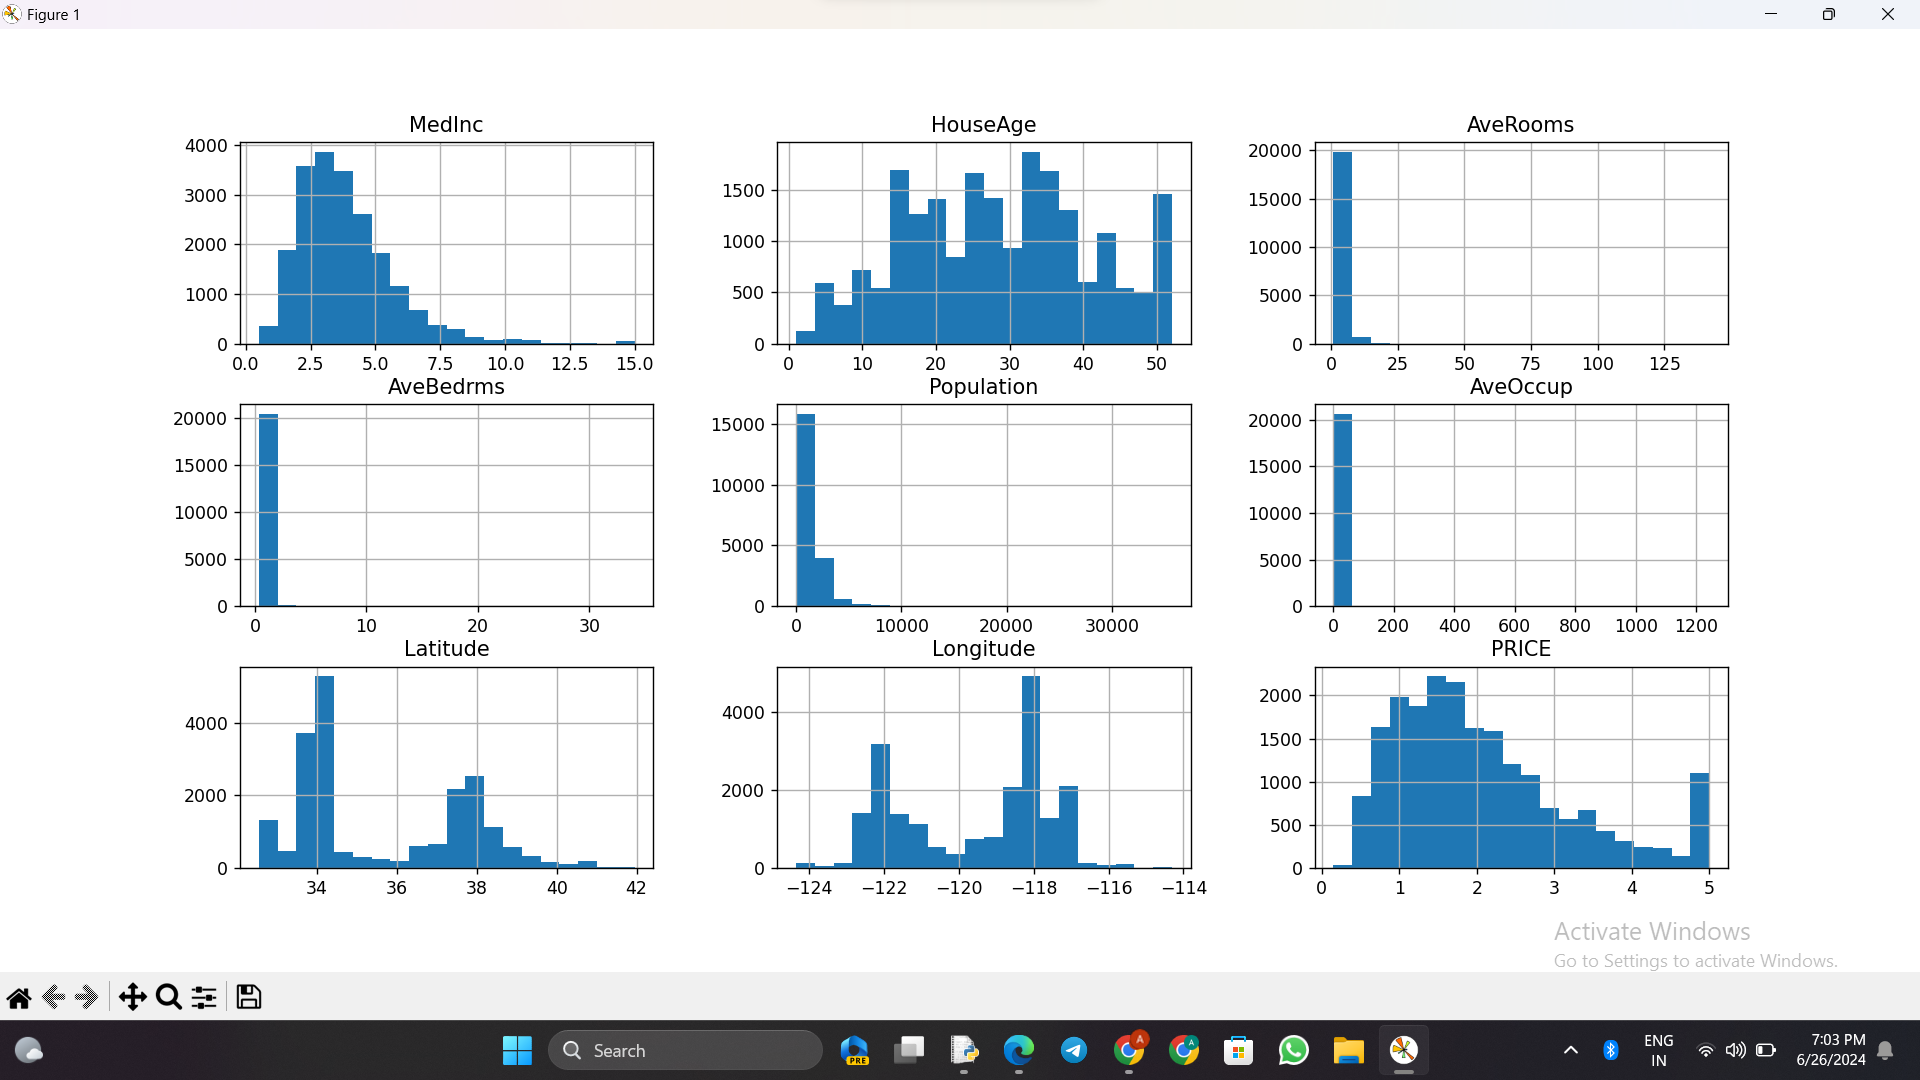 Figure 1
MedInc
HouseAge
AveRooms
4000
3000
2000
1000
0
0.0 2.5 5.0 7.5 10.0 12.5 15.0
1500
1000
500
0
0 10 20 30 40 50
20000
15000
10000
5000
0
0 25 50 75 100 125
AveBedrms
Population
AveOccup
20000
15000
10000
5000
0
0 10 20 30
15000
10000
5000
0
0 10000 20000 30000
20000
15000
10000
5000
0
0 200 400 600 800 1000 1200
Latitude
Longitude
PRICE
4000
2000
0
34 36 38 40 42
4000
2000
0
−124 −122 −120 −118 −116 −114
2000
1500
1000
500
0
0 1 2 3 4 5
Activate Windows
Go to Settings to activate Windows.
Search
PRE
A
A
ENG
IN
7:03 PM
6/26/2024